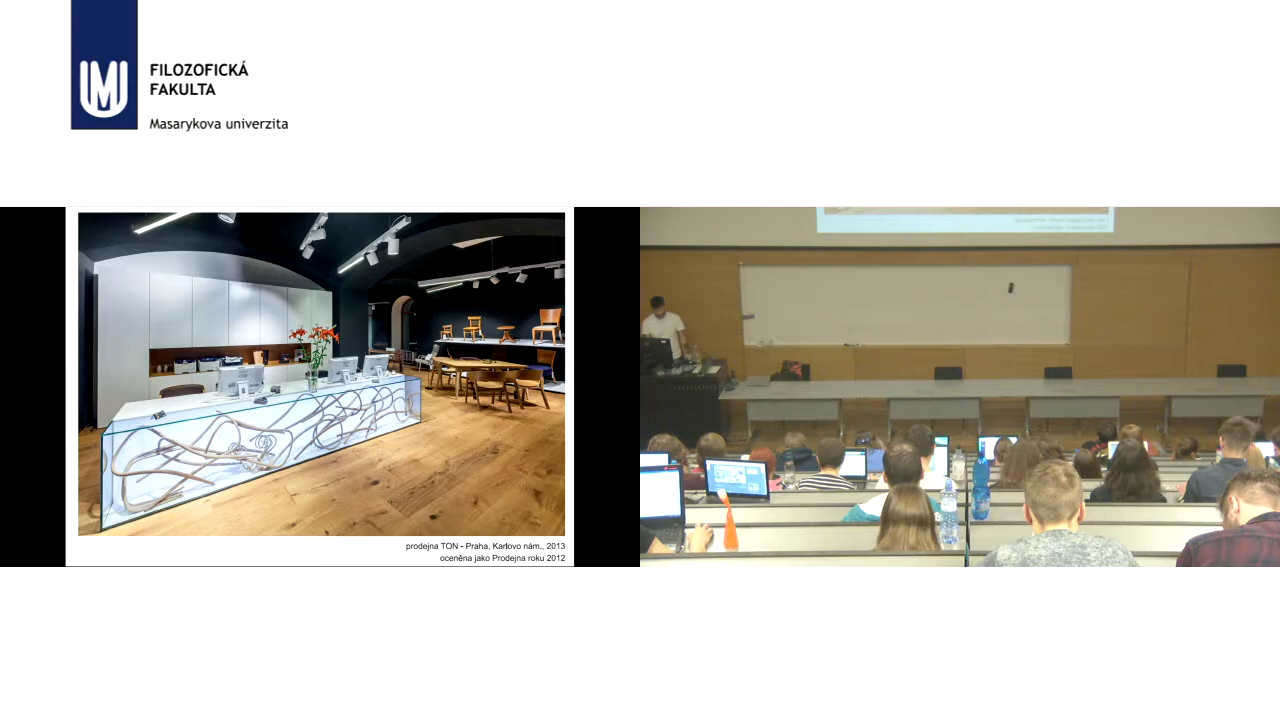 FILOZOFICKÁ
FAKULTA
Masarykova univerzita
prodejna TON - Praha, Karlovo nám., 2013
oceněna jako Prodejna roku 2012